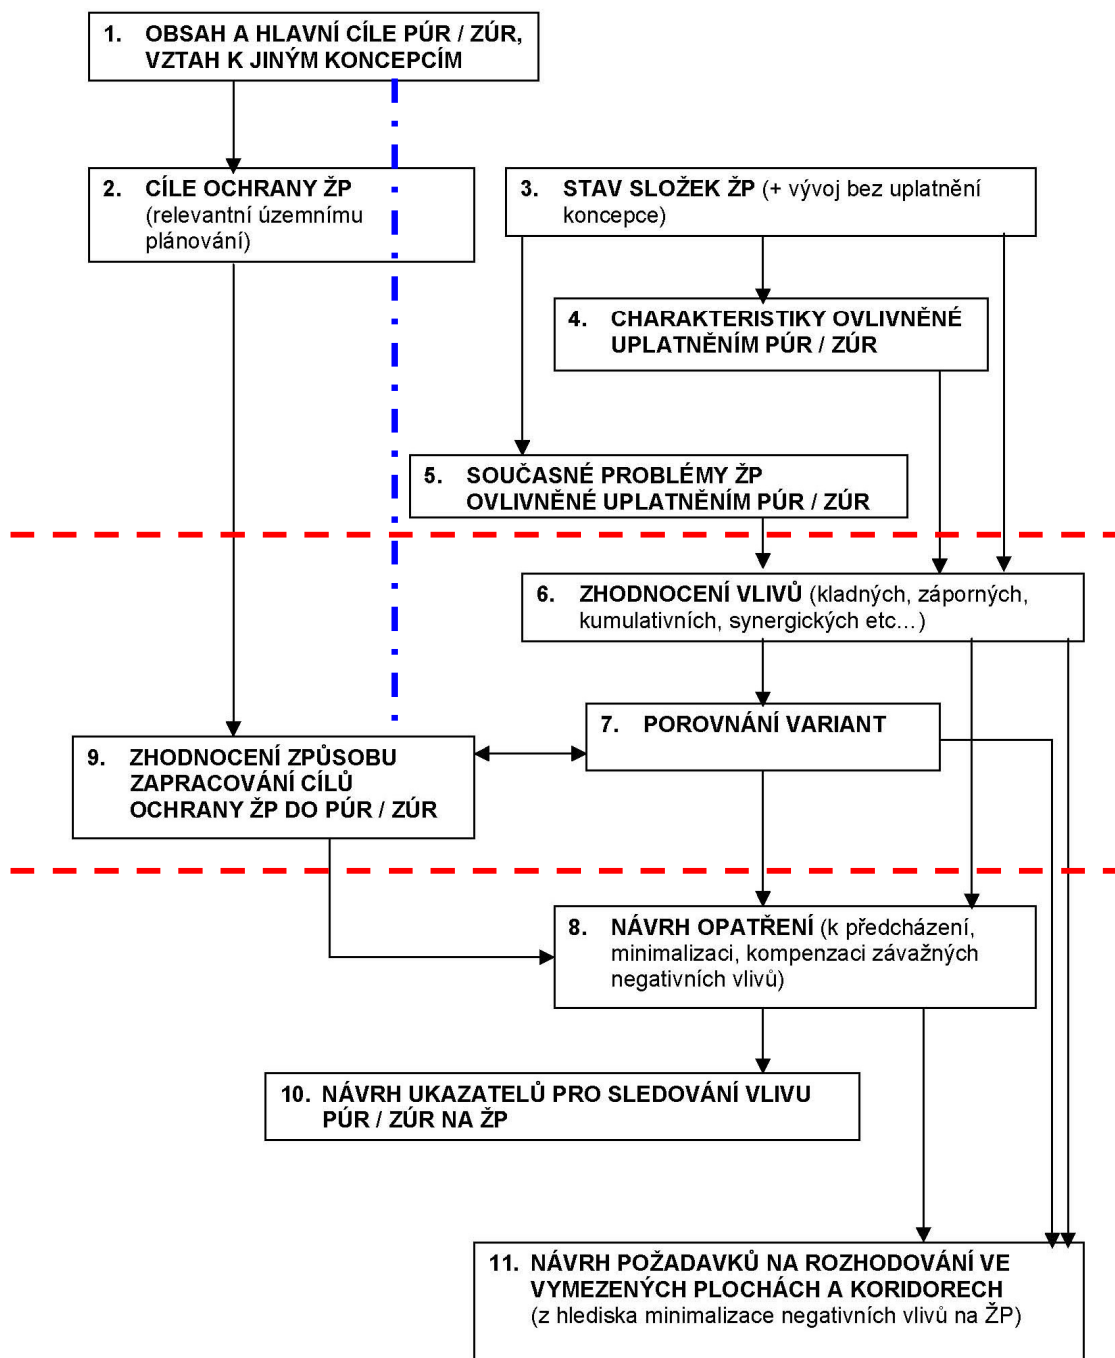 1. OBSAH A HLAVNÍ CÍLE PÚR / ZÚR,
VZTAH K JINÝM KONCEPCÍM
2. CÍLE OCHRANY ŽP
(relevantní územnímu
plánování)
3. STAV SLOŽEK ŽP (+ vývoj bez uplatnění
koncepce)
4. CHARAKTERISTIKY OVLIVNĚNÉ
UPLATNĚNÍM PÚR / ZÚR
5. SOUČASNÉ PROBLÉMY ŽP
OVLIVNĚNÉ UPLATNĚNÍM PÚR / ZÚR
6. ZHODNOCENÍ VLIVŮ (kladných, záporných,
kumulativních, synergických etc…)
7. POROVNÁNÍ VARIANT
9. ZHODNOCENÍ ZPŮSOBU
ZAPRACOVÁNÍ CÍLŮ
OCHRANY ŽP DO PÚR / ZÚR
8. NÁVRH OPATŘENÍ (k předcházení,
minimalizaci, kompenzaci závažných
negativních vlivů)
10. NÁVRH UKAZATELŮ PRO SLEDOVÁNÍ VLIVU
PÚR / ZÚR NA ŽP
11. NÁVRH POŽADAVKŮ NA ROZHODOVÁNÍ VE
VYMEZENÝCH PLOCHÁCH A KORIDORECH
(z hlediska minimalizace negativních vlivů na ŽP)